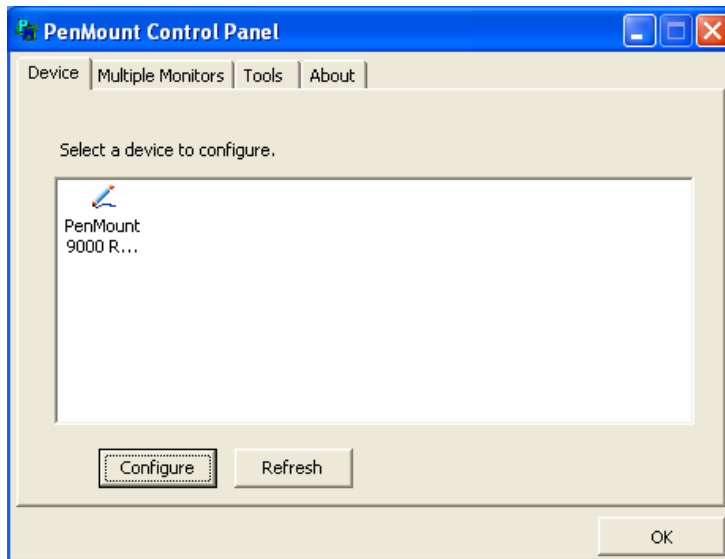 PenMount Control Panel
Device Multiple Monitors Tools About
Select a device to configure.
PenMount
9000 R...
Configure Refresh
OK